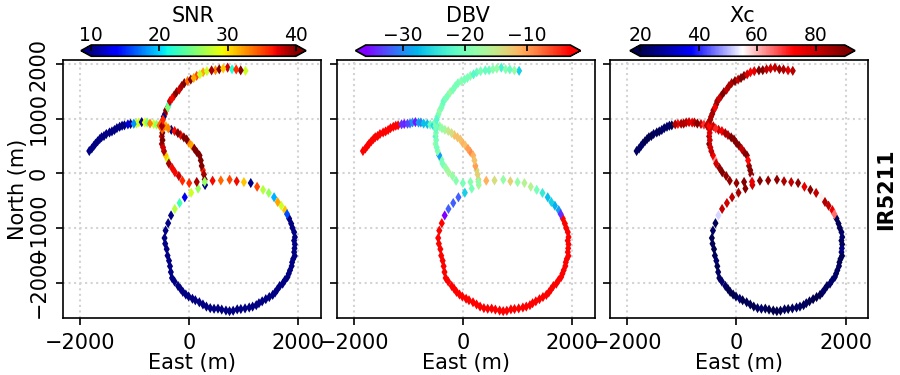 SNR DBV Xc
10 20 30 40 −30 −20 −10 20 40 60 80
North (m)
2000
1000
0
−1000
−2000
−2000 0 2000 −2000 0 2000 −2000 0 2000
East (m) East (m) East (m)
IR5211